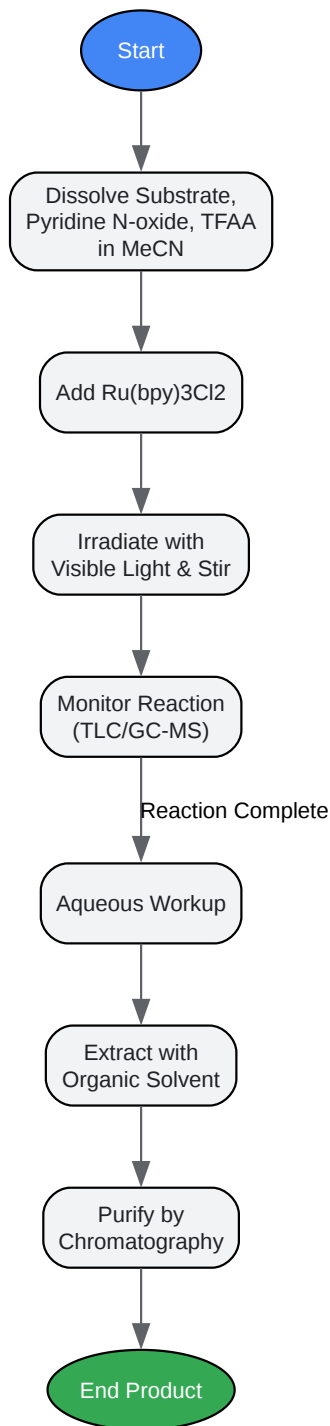 Start
Dissolve Substrate,
Pyridine N-oxide, TFAA
in MeCN
Add Ru(bpy)3Cl2
Irradiate with
Visible Light & Stir
Monitor Reaction
(TLC/GC-MS)
Reaction Complete
Aqueous Workup
Extract with
Organic Solvent
Purify by
Chromatography
End Product